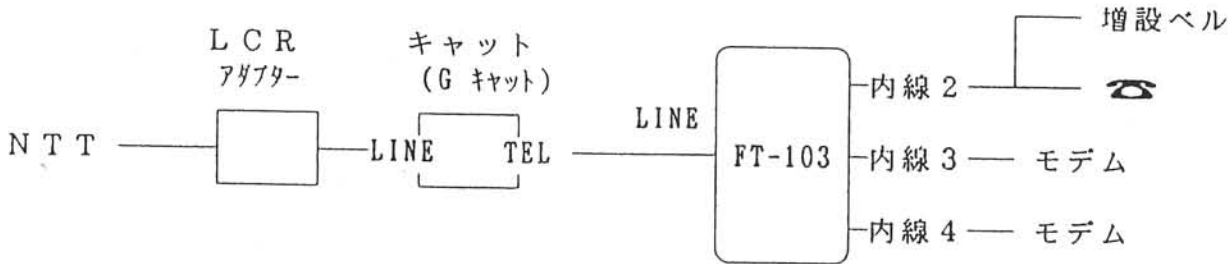 増設ベル
LCR
アダプター
キャット
(G キャット)
内線2
LINE
NTT
LINE
TEL
FT-103
内線3
モデム
内線4
モデム